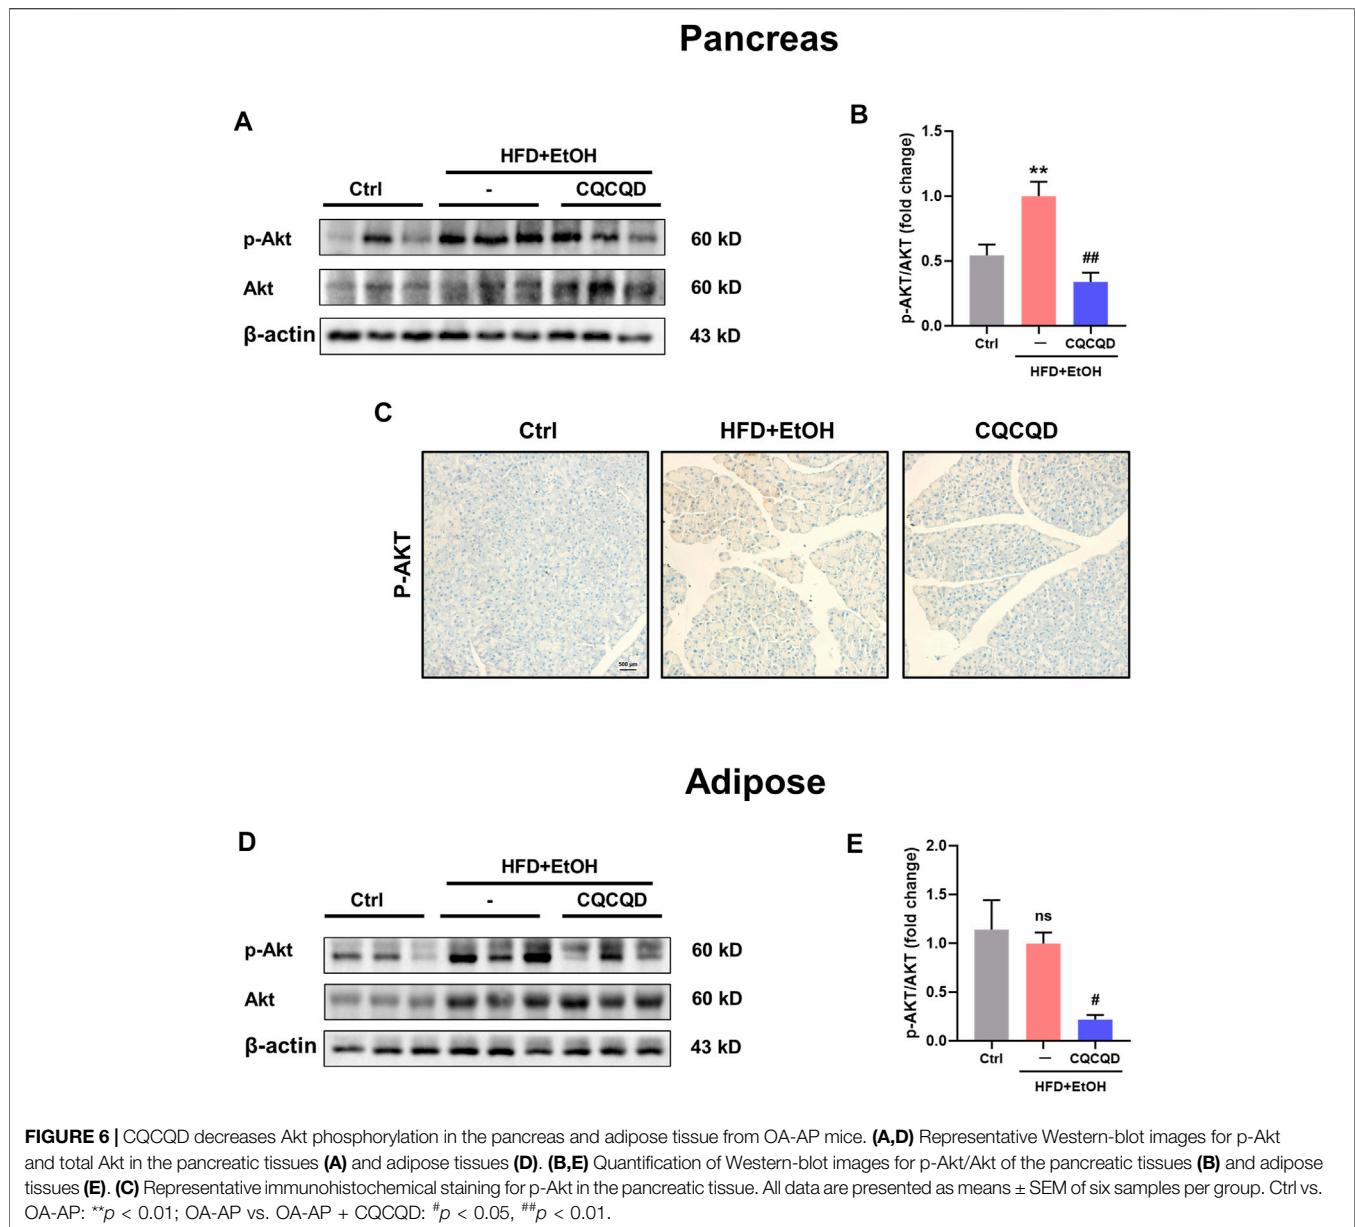 Pancreas
A
HFD+EtOH
Ctrl
-
CQCQD
p-Akt
60 kD
Akt
60 kD
β-actin
43 kD
B
p-AKT/AKT (fold change)
1.5
1.0
0.5
0.0
**
##
Ctrl
—
CQCQD
HFD+EtOH
C
Ctrl
HFD+EtOH
CQCQD
P-AKT
500 μm
Adipose
D
HFD+EtOH
Ctrl
-
CQCQD
p-Akt
60 kD
Akt
60 kD
β-actin
43 kD
E
p-AKT/AKT (fold change)
2.0
1.5
1.0
0.5
0.0
ns
#
Ctrl
—
CQCQD
HFD+EtOH
FIGURE 6 | CQCQD decreases Akt phosphorylation in the pancreas and adipose tissue from OA-AP mice. (A,D) Representative Western-blot images for p-Akt
and total Akt in the pancreatic tissues (A) and adipose tissues (D). (B,E) Quantification of Western-blot images for p-Akt/Akt of the pancreatic tissues (B) and adipose
tissues (E). (C) Representative immunohistochemical staining for p-Akt in the pancreatic tissue. All data are presented as means ± SEM of six samples per group. Ctrl vs.
OA-AP: **p < 0.01; OA-AP vs. OA-AP + CQCQD: #p < 0.05, ##p < 0.01.